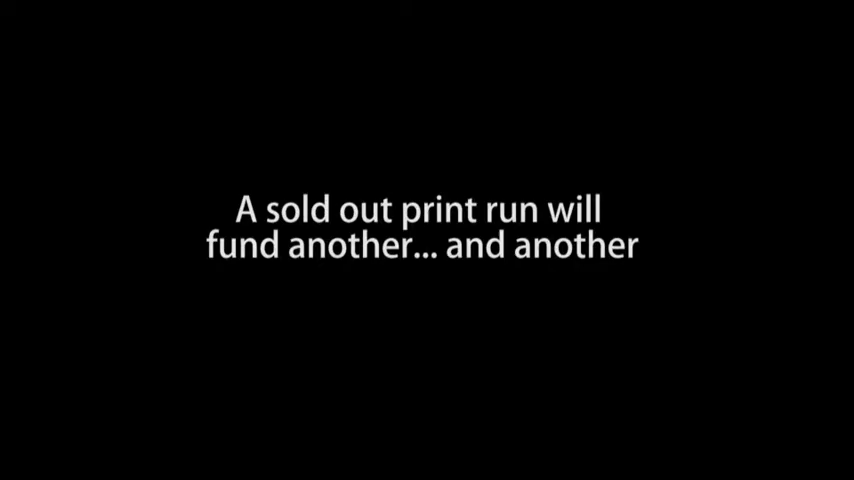 A sold out print run will
fund another... and another